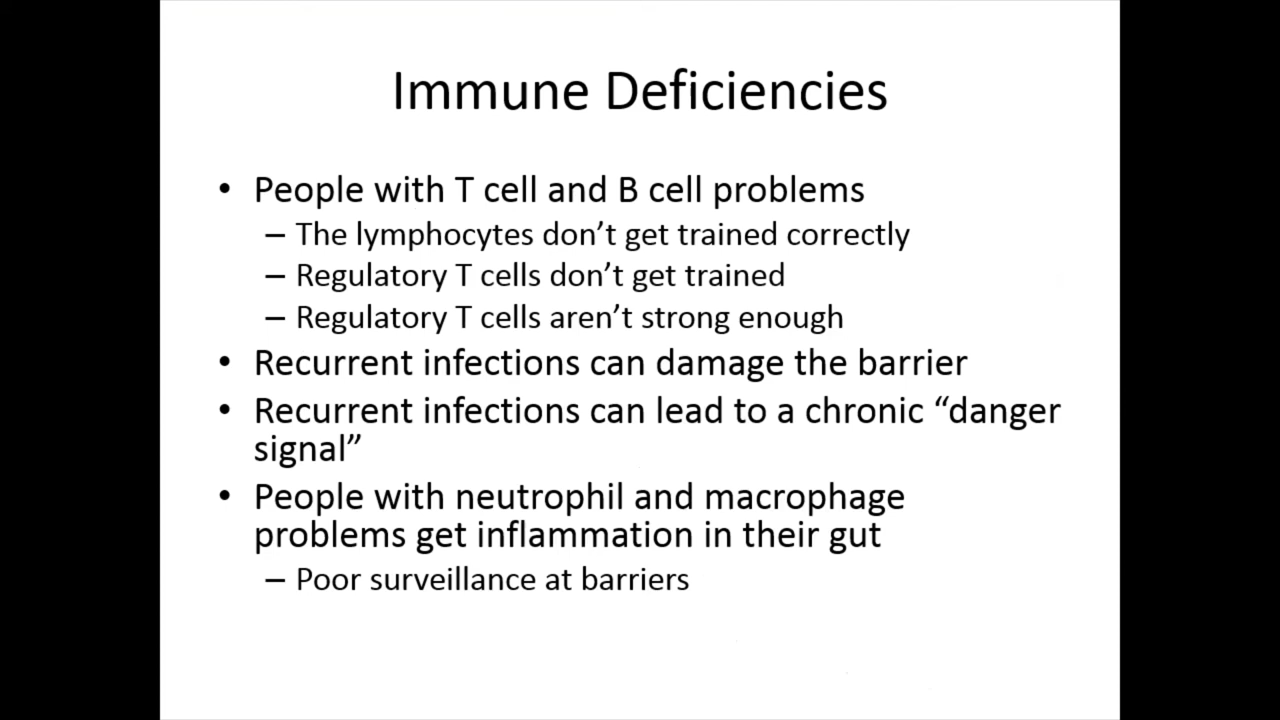 Immune Deficiencies
• People with T cell and B cell problems
– The lymphocytes don’t get trained correctly
– Regulatory T cells don’t get trained
– Regulatory T cells aren’t strong enough
• Recurrent infections can damage the barrier
• Recurrent infections can lead to a chronic “danger
signal”
• People with neutrophil and macrophage
problems get inflammation in their gut
– Poor surveillance at barriers